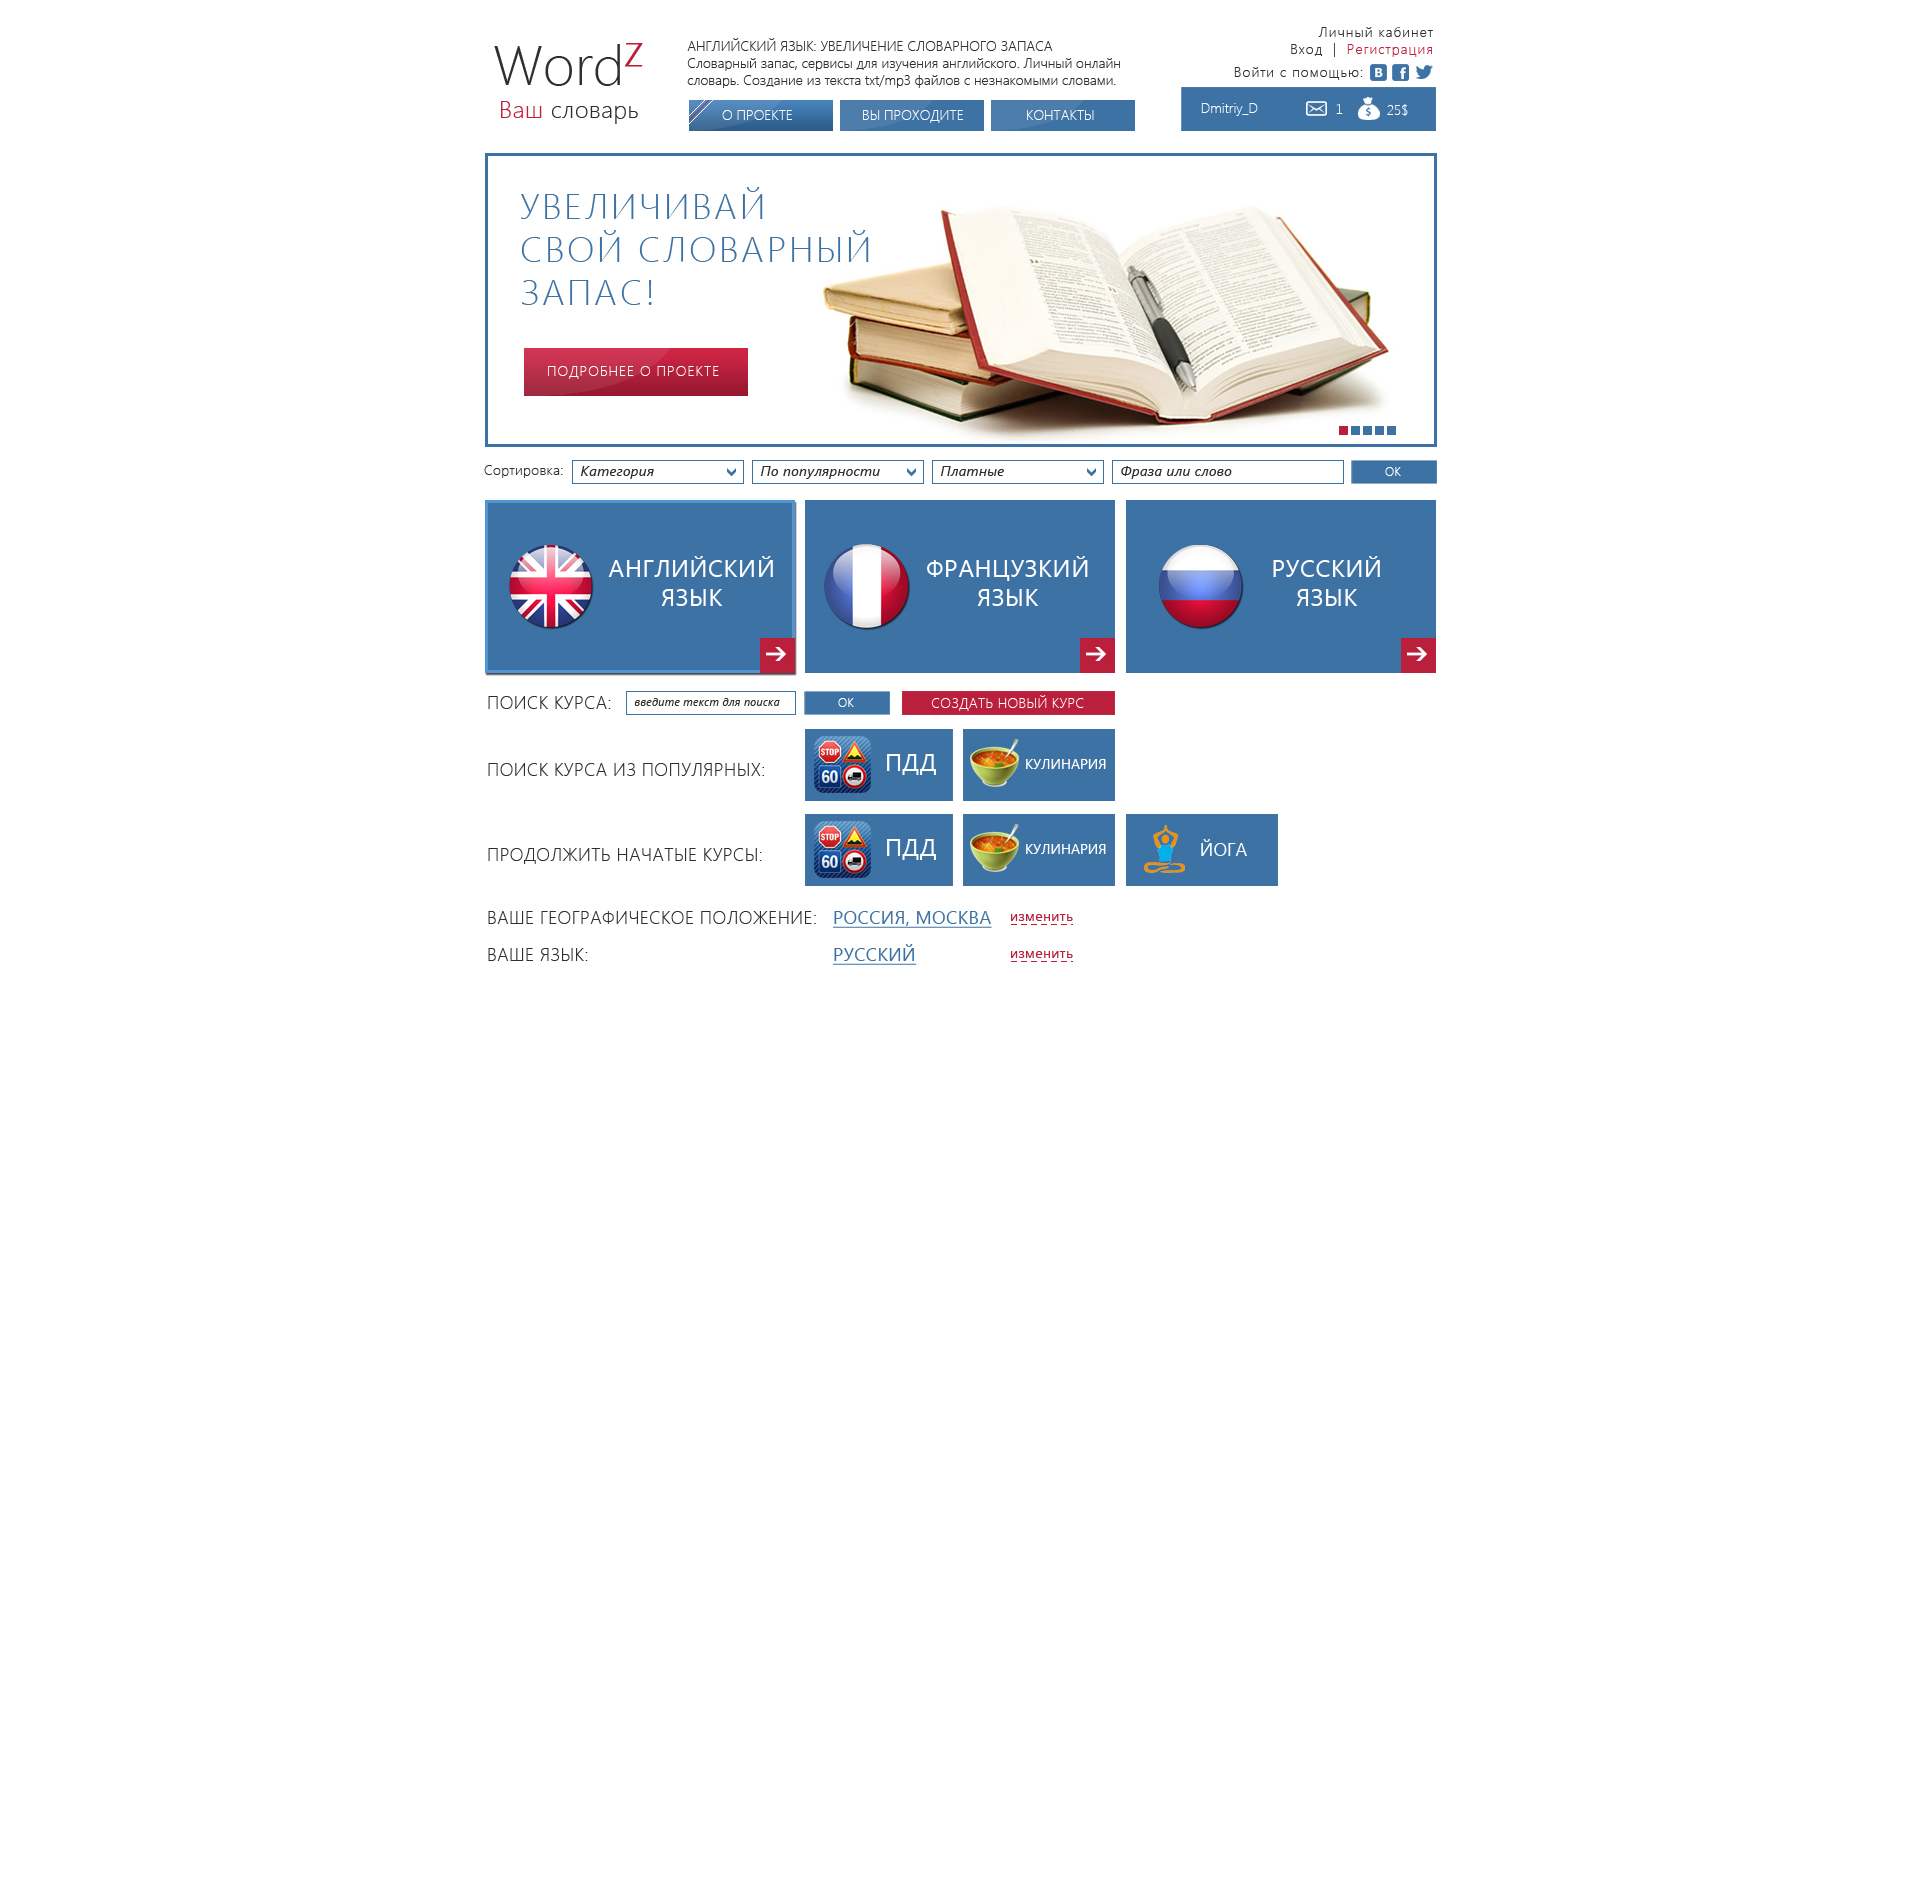 WordZ
Ваш словарь
АНГЛИЙСКИЙ ЯЗЫК: УВЕЛИЧЕНИЕ СЛОВАРНОГО ЗАПАСА
Словарный запас, сервисы для изучения английского. Личный онлайн
словарь. Создание из текста txt/mp3 файлов с незнакомыми словами.
О ПРОЕКТЕ
ВЫ ПРОХОДИТЕ
КОНТАКТЫ
Личный кабинет
Вход | Регистрация
Войти с помощью:
Dmitriy_D
1
25$
УВЕЛИЧИВАЙ
СВОЙ СЛОВАРНЫЙ
ЗАПАС!
ПОДРОБНЕЕ О ПРОЕКТЕ
Сортировка:
Категория
По популярности
Платные
Фраза или слово
ОК
АНГЛИЙСКИЙ
ЯЗЫК
ФРАНЦУЗКИЙ
ЯЗЫК
РУССКИЙ
ЯЗЫК
ПОИСК КУРСА:
введите текст для поиска
ОК
СОЗДАТЬ НОВЫЙ КУРС
ПОИСК КУРСА ИЗ ПОПУЛЯРНЫХ:
STOP
60
ПДД
КУЛИНАРИЯ
ПРОДОЛЖИТЬ НАЧАТЫЕ КУРСЫ:
STOP
60
ПДД
КУЛИНАРИЯ
ЙОГА
ВАШЕ ГЕОГРАФИЧЕСКОЕ ПОЛОЖЕНИЕ:
РОССИЯ, МОСКВА
изменить
ВАШЕ ЯЗЫК:
РУССКИЙ
изменить